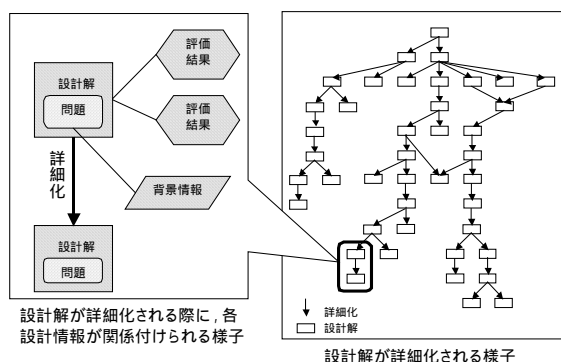 評価
結果
設計解
問題
評価
結果
詳細化
背景情報
設計解
問題
設計解が詳細化される際に，各
設計情報が関係付けられる様子
詳細化
設計解
設計解が詳細化される様子